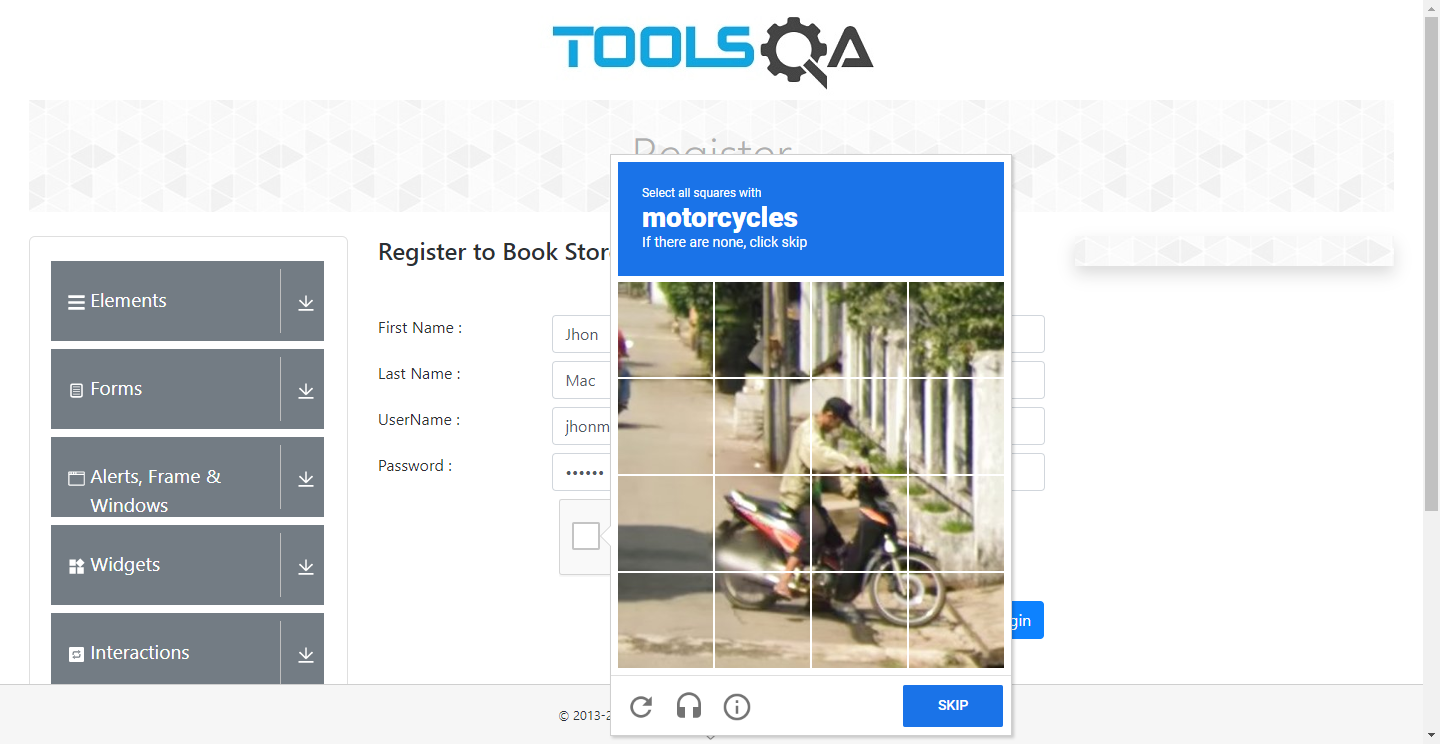 TOOLSQA
Register
Register to Book Stor
Elements
Forms
Alerts, Frame &
Windows
Widgets
Interactions
First Name :
Jhon
Last Name :
Mac
UserName :
jhonm
Password :
Select all squares with
motorcycles
If there are none, click skip
SKIP
gin
© 2013-2